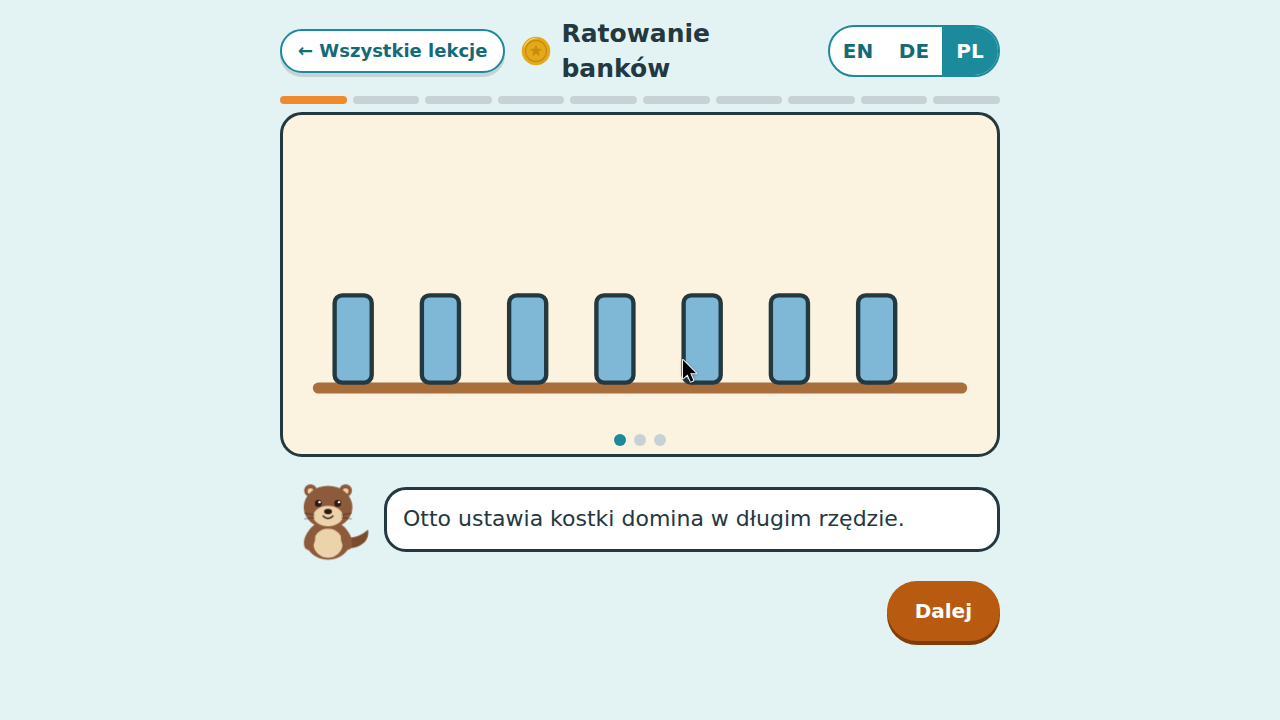 ← Wszystkie lekcje
Ratowanie
banków
EN DE PL
Otto ustawia kostki domina w długim rzędzie.
Dalej